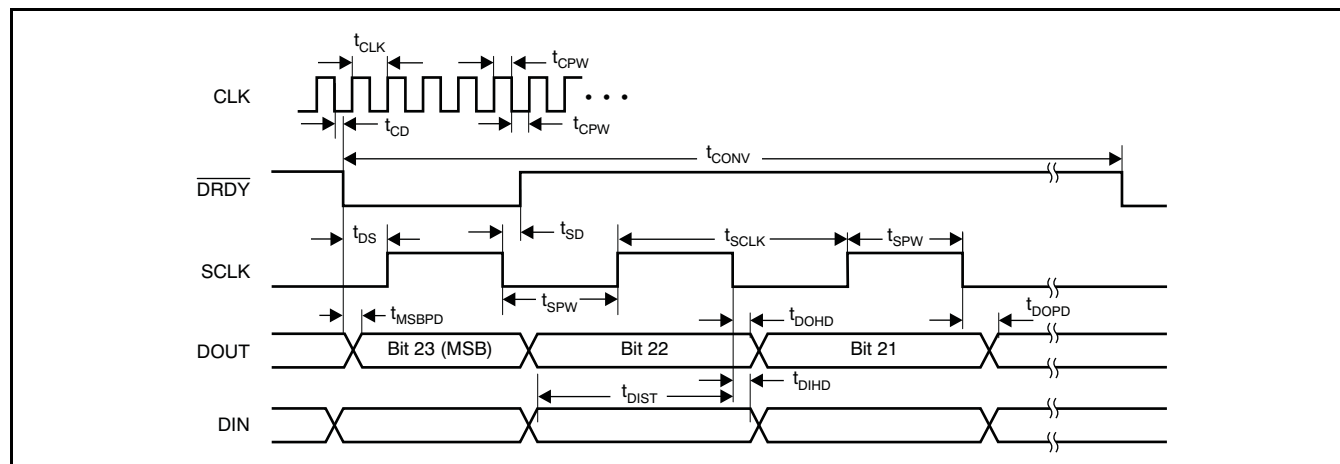 tCLK
tCPW
CLK
• • •
tCD
tCPW
tCONV
DRDY
tDS
tSD
tSCLK
tSPW
SCLK
tSPW
tMSBPD
tDOHD
tDOPD
DOUT
Bit 23 (MSB)
Bit 22
Bit 21
tDIST
tDIHD
DIN